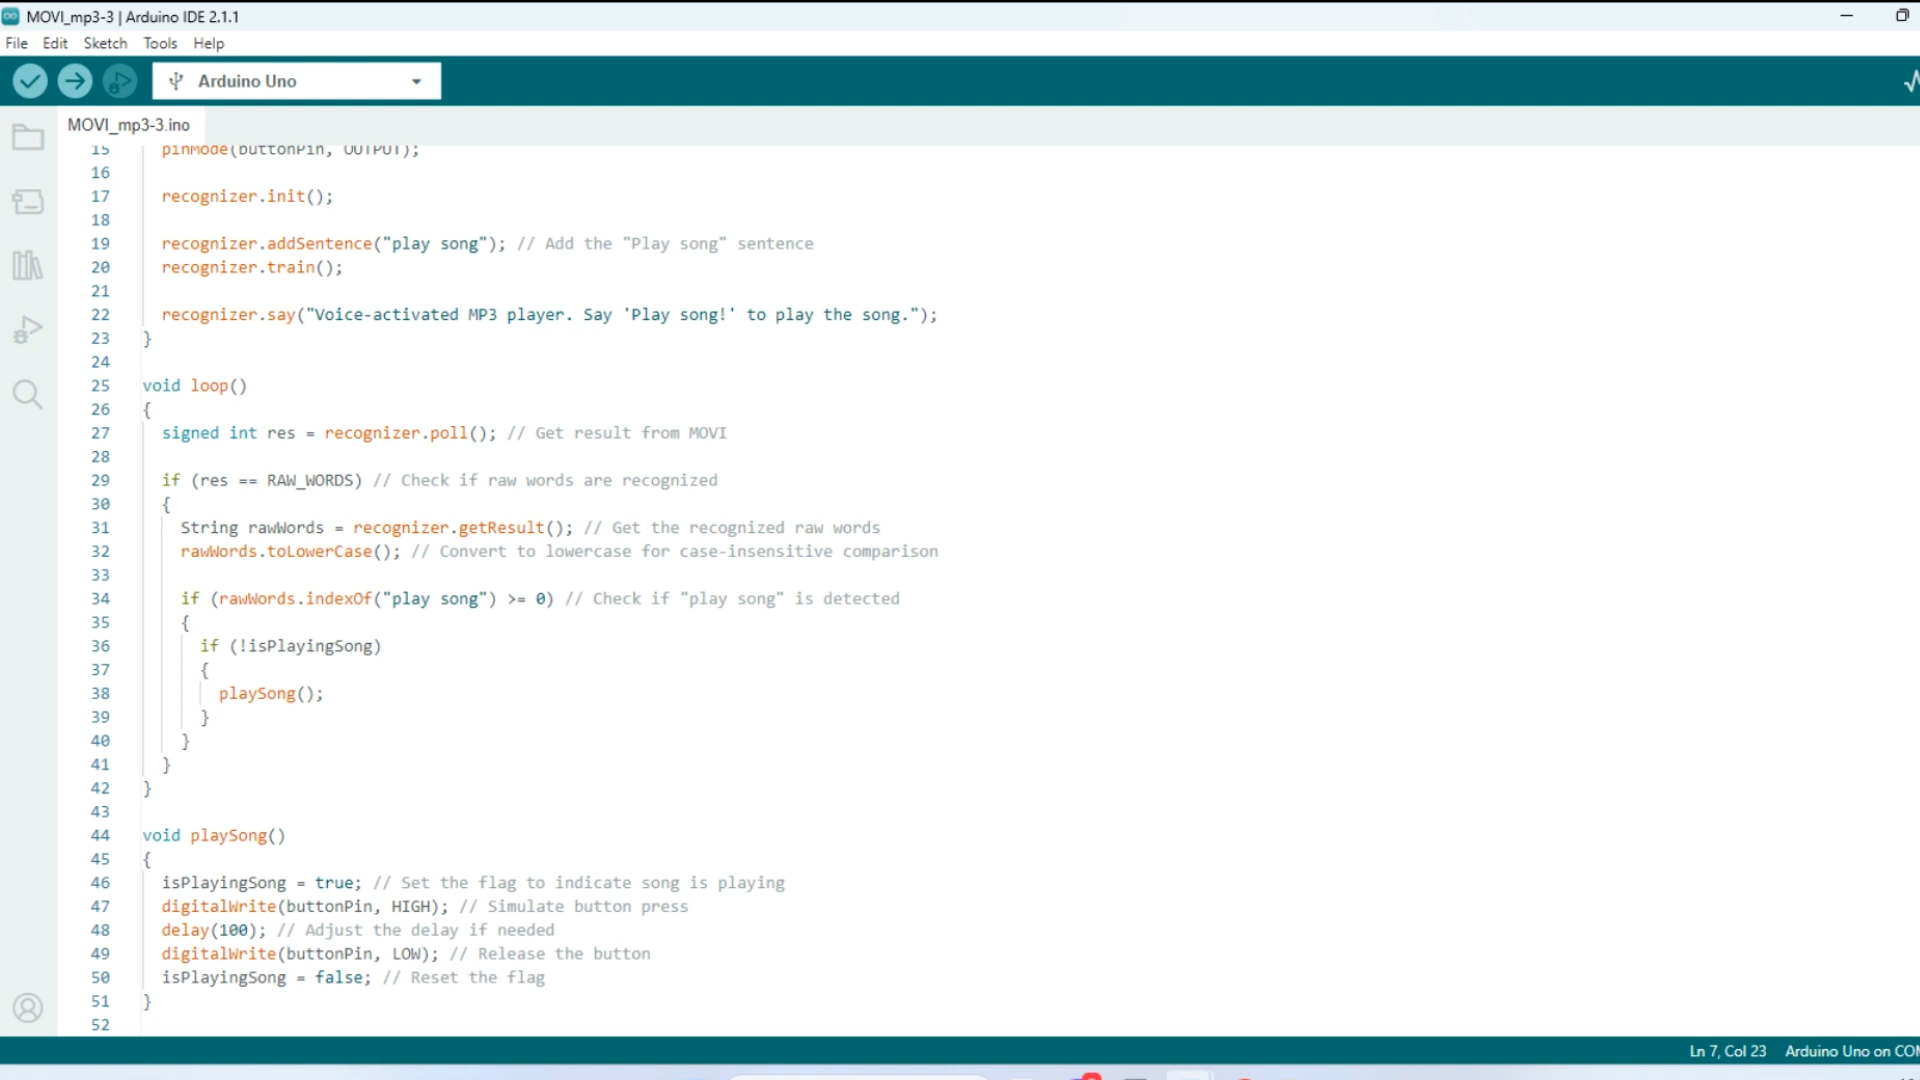 MOVI_mp3-3 | Arduino IDE 2.1.1
File Edit Sketch Tools Help
Arduino Uno
MOVI_mp3-3.ino
15 pinMode(buttonPin, OUTPUT);
16
17 recognizer.init();
18
19 recognizer.addSentence("play song"); // Add the "Play song" sentence
20 recognizer.train();
21
22 recognizer.say("Voice-activated MP3 player. Say 'Play song!' to play the song.");
23 }
24
25 void loop()
26 {
27 signed int res = recognizer.poll(); // Get result from MOVI
28
29 if (res == RAW_WORDS) // Check if raw words are recognized
30 {
31 String rawWords = recognizer.getResult(); // Get the recognized raw words
32 rawWords.toLowerCase(); // Convert to lowercase for case-insensitive comparison
33
34 if (rawWords.indexOf("play song") >= 0) // Check if "play song" is detected
35 {
36 if (!isPlayingSong)
37 {
38 playSong();
39 }
40 }
41 }
42 }
43
44 void playSong()
45 {
46 isPlayingSong = true; // Set the flag to indicate song is playing
47 digitalWrite(buttonPin, HIGH); // Simulate button press
48 delay(100); // Adjust the delay if needed
49 digitalWrite(buttonPin, LOW); // Release the button
50 isPlayingSong = false; // Reset the flag
51 }
52
Ln 7, Col 23 Arduino Uno on COM